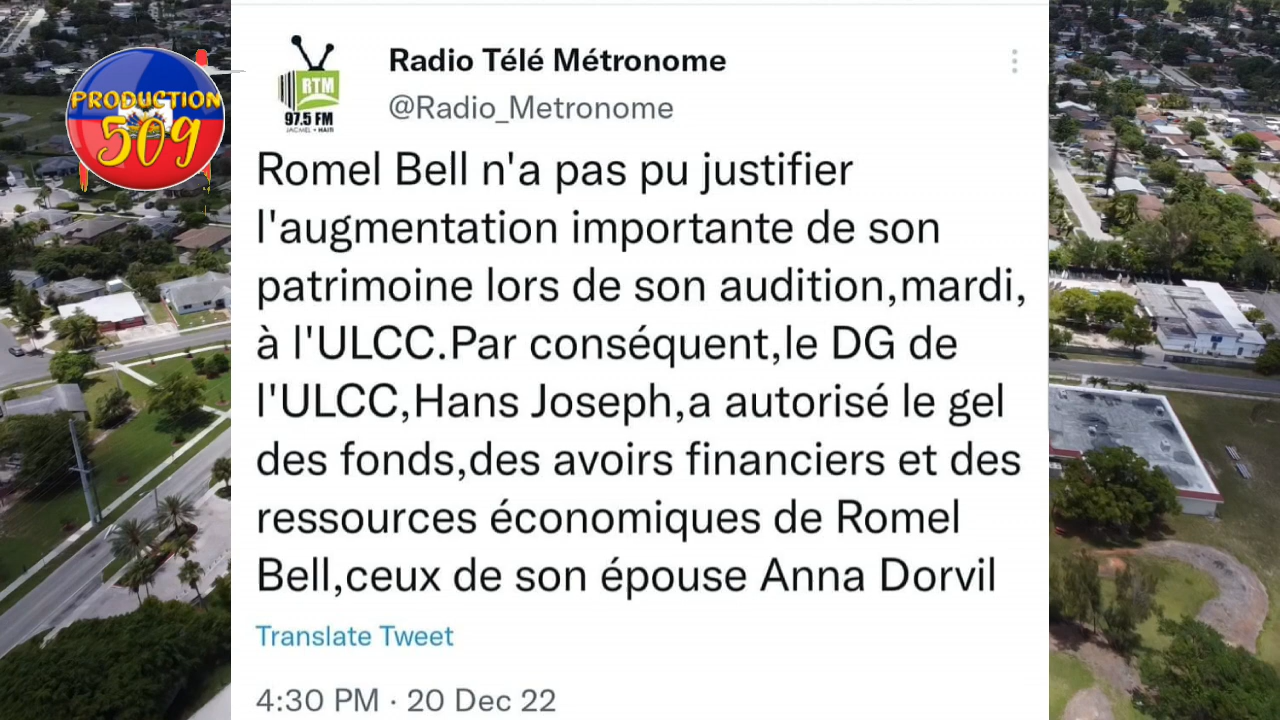 PRODUCTION
509
RTM
97.5 FM
JACMEL • HAITI
Radio Télé Métronome
@Radio_Metronome
Romel Bell n'a pas pu justifier
l'augmentation importante de son
patrimoine lors de son audition,mardi,
à l'ULCC.Par conséquent,le DG de
l'ULCC,Hans Joseph,a autorisé le gel
des fonds,des avoirs financiers et des
ressources économiques de Romel
Bell,ceux de son épouse Anna Dorvil
Translate Tweet
4:30 PM · 20 Dec 22